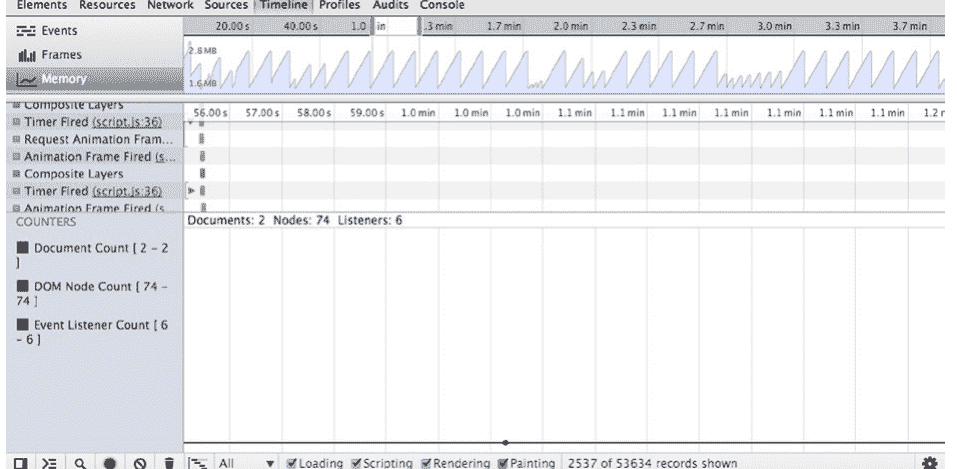 Elements Resources Network Sources Timeline Profiles Audits Console
Events
20.00 s 40.00 s 1.0 in .3 min 1.7 min 2.0 min 2.3 min 2.7 min 3.0 min 3.3 min 3.7 min
Frames
2.8 MB
Memory
1.6 MB
Composite Layers
56.00 s 57.00 s 58.00 s 59.00 s 1.0 min 1.0 min 1.0 min 1.1 min 1.1 min 1.1 min 1.1 min 1.1 min 1.1 min 1.1 min 1.2 r
Timer Fired (script.js:36)
Request Animation Fram...
Animation Frame Fired (s...
Composite Layers
Timer Fired (script.js:36)
Animation Frame Fired (s
COUNTERS
Documents: 2 Nodes: 74 Listeners: 6
Document Count [ 2 – 2
]
DOM Node Count [ 74 –
74 ]
Event Listener Count [ 6
– 6 ]
All Loading Scripting Rendering Painting 2537 of 53634 records shown